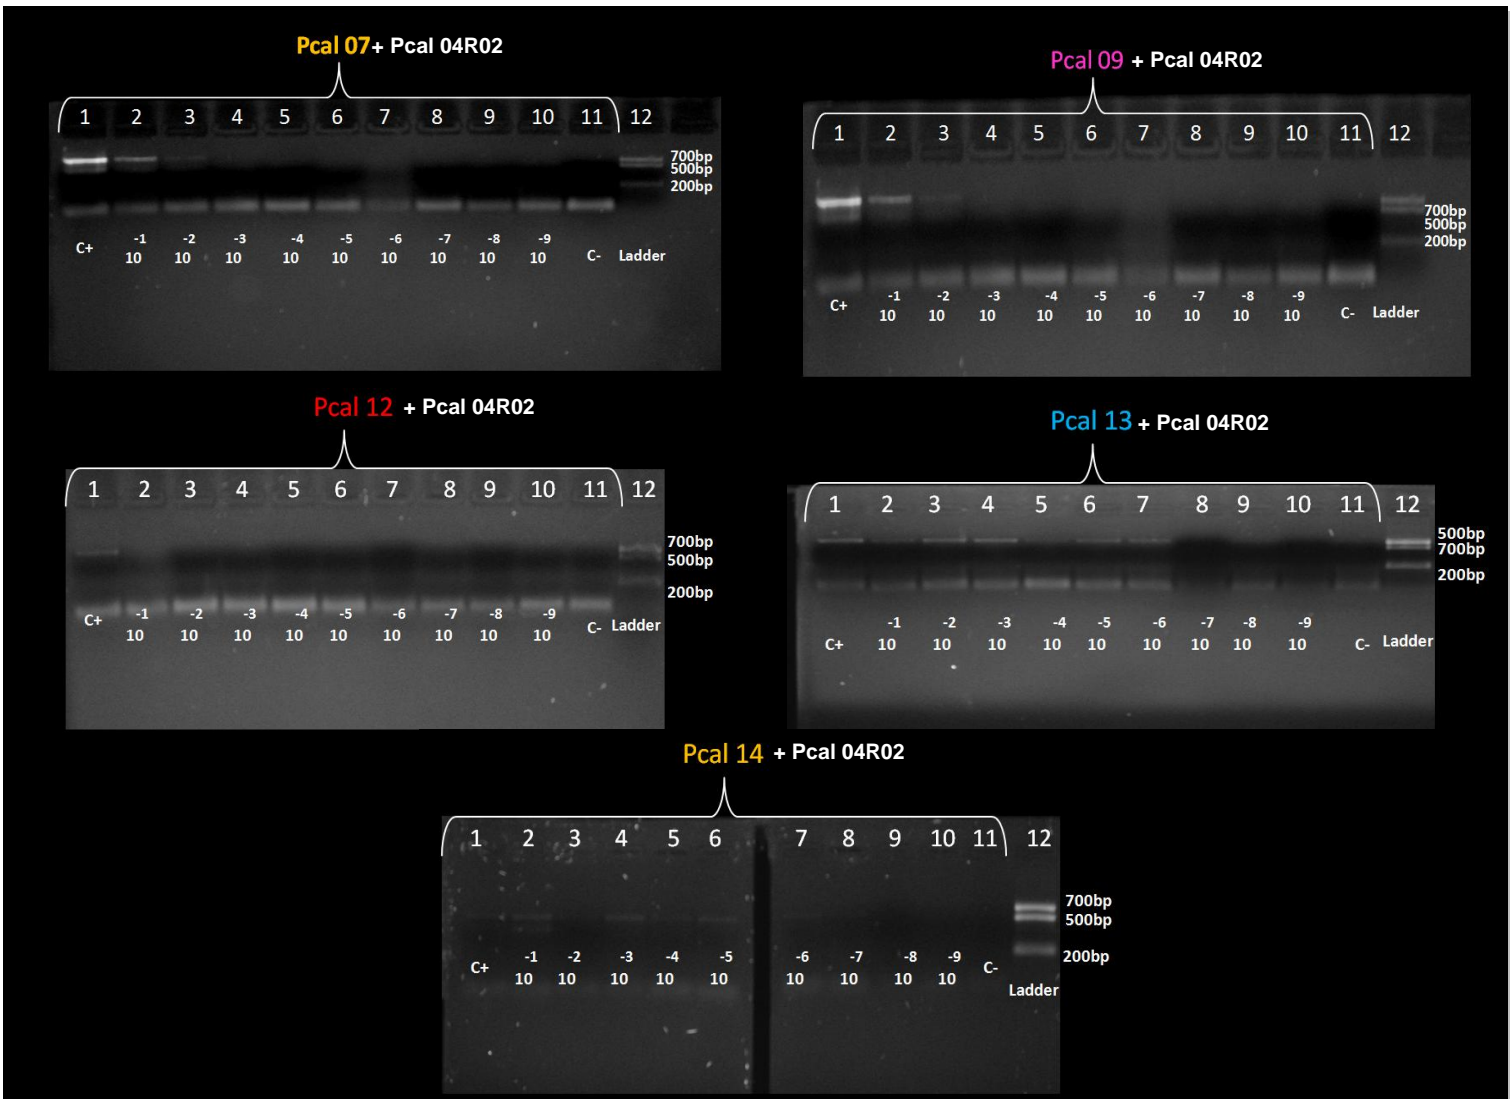 Pcal 07+ Pcal 04R02
1 2 3 4 5 6 7 8 9 10 11 12
700bp
500bp
200bp
-1 -2 -3 -4 -5 -6 -7 -8 -9
C+ 10 10 10 10 10 10 10 10 10 C- Ladder
Pcal 09 + Pcal 04R02
1 2 3 4 5 6 7 8 9 10 11 12
700bp
500bp
200bp
-1 -2 -3 -4 -5 -6 -7 -8 -9
C+ 10 10 10 10 10 10 10 10 10 C- Ladder
Pcal 12 + Pcal 04R02
1 2 3 4 5 6 7 8 9 10 11 12
700bp
500bp
200bp
-1 -2 -3 -4 -5 -6 -7 -8 -9
C+ 10 10 10 10 10 10 10 10 10 C- Ladder
Pcal 13 + Pcal 04R02
1 2 3 4 5 6 7 8 9 10 11 12
500bp
700bp
200bp
-1 -2 -3 -4 -5 -6 -7 -8 -9
C+ 10 10 10 10 10 10 10 10 10 C- Ladder
Pcal 14 + Pcal 04R02
1 2 3 4 5 6 7 8 9 10 11 12
700bp
500bp
200bp
-1 -2 -3 -4 -5 -6 -7 -8 -9
C+ 10 10 10 10 10 10 10 10 10 C-
Ladder